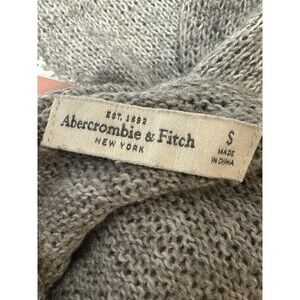 EST. 1892
Abercrombie & Fitch
NEW YORK
S
MADE
IN CHINA